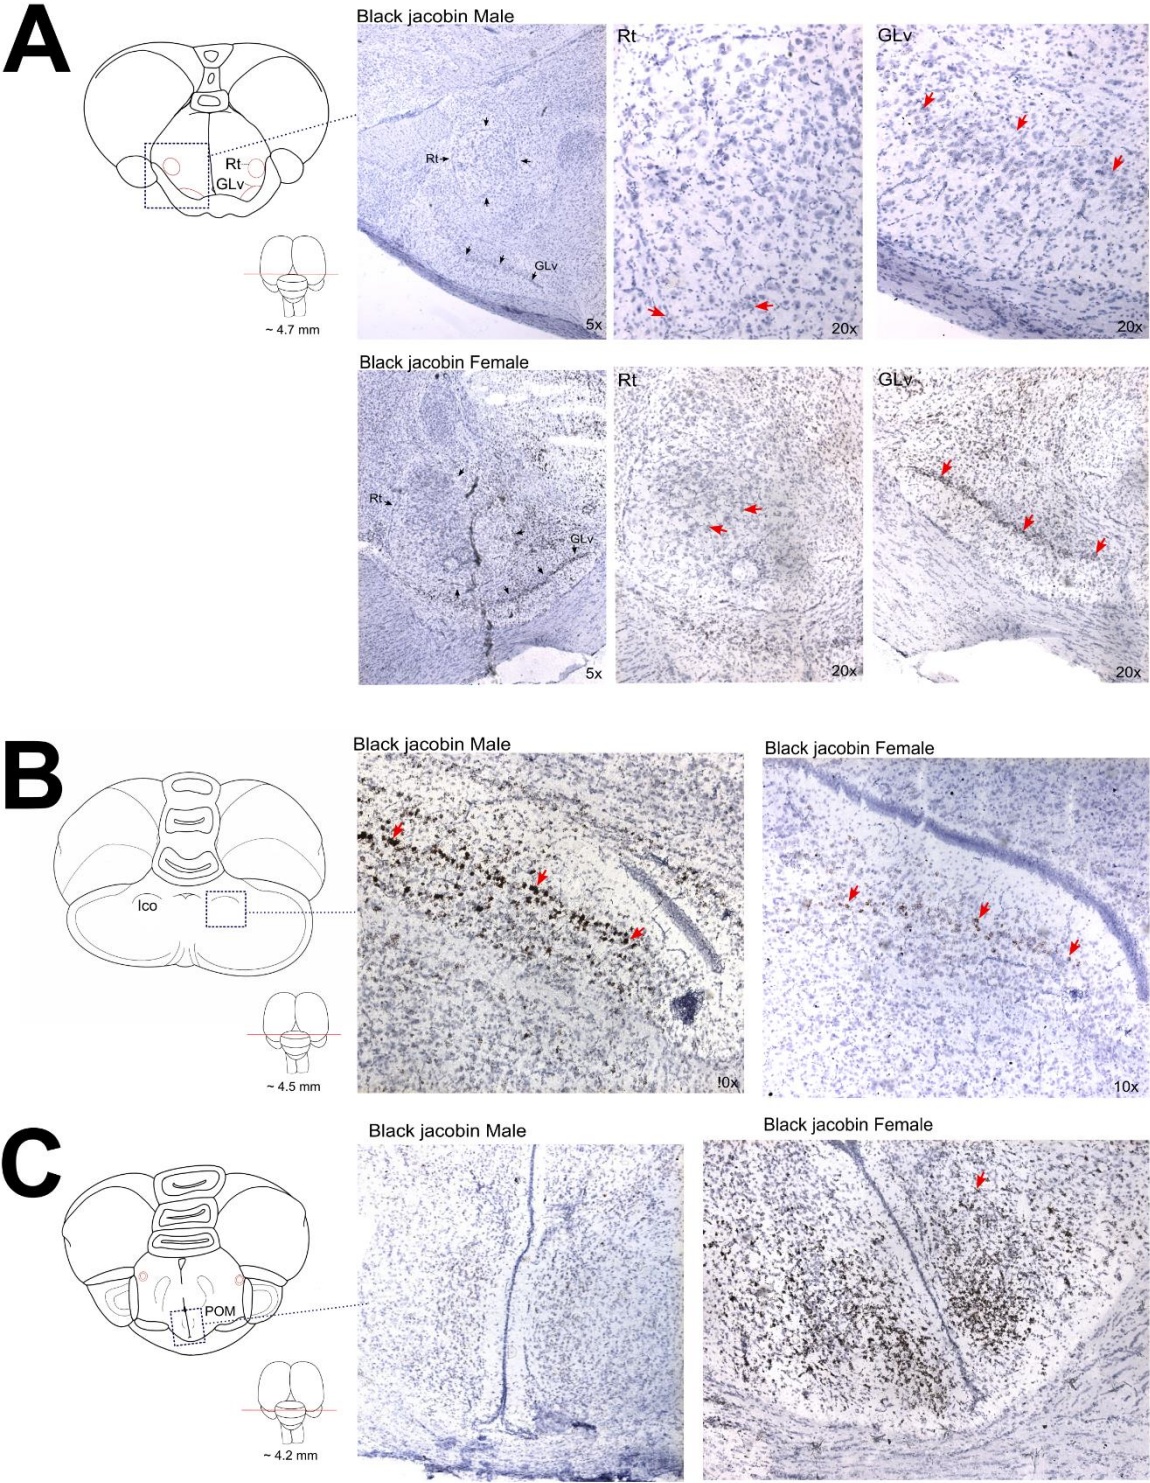 A
Black jacobin Male
Rt
GLv
Rt
GLv
Rt
GLv
5x
20x
20x
~ 4.7 mm
Black jacobin Female
Rt
GLv
Rt
GLv
5x
20x
20x
B
Black jacobin Male
Black jacobin Female
Ico
~ 4.5 mm
!0x
10x
C
Black jacobin Male
Black jacobin Female
POM
~ 4.2 mm